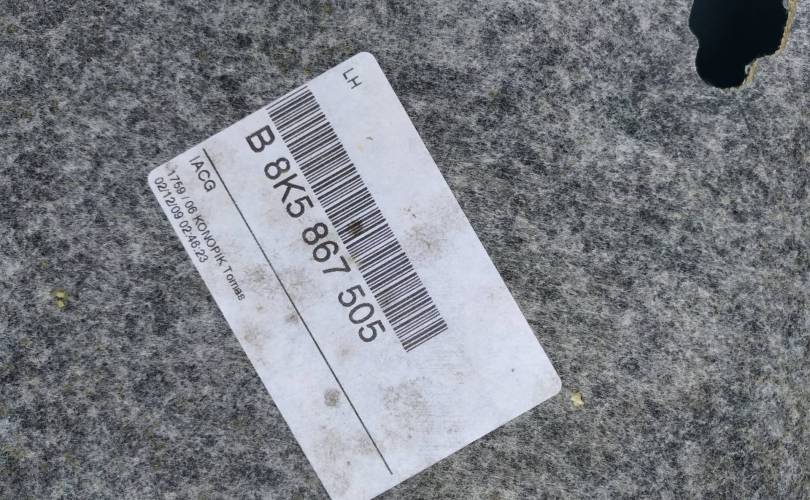 LH
B 8K5 867 505
IACG
1759 /06 KONOPIK Tomas
02/12/09 02:48:23